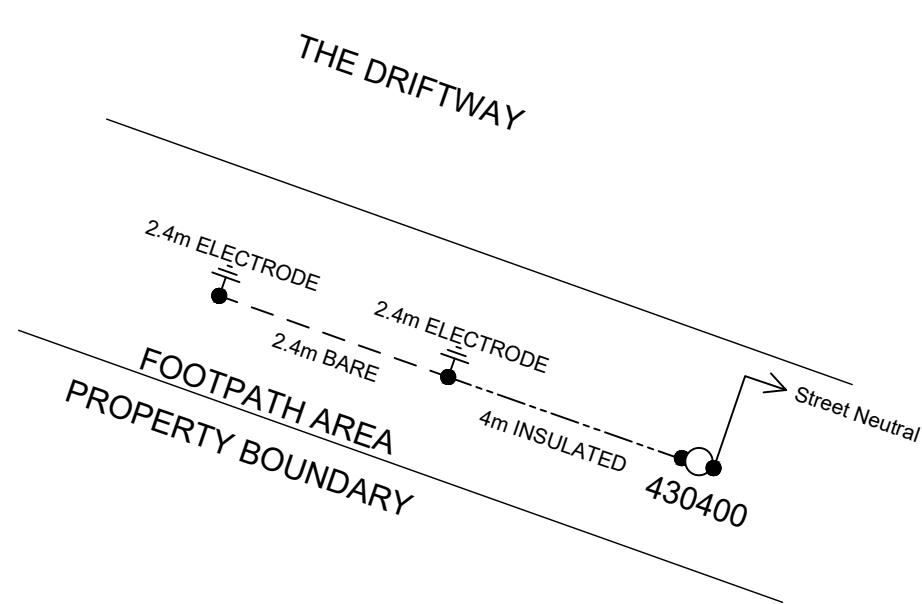 THE DRIFTWAY
2.4m ELECTRODE
2.4m ELECTRODE
2.4m BARE
FOOTPATH AREA
PROPERTY BOUNDARY
4m INSULATED
Street Neutral
430400